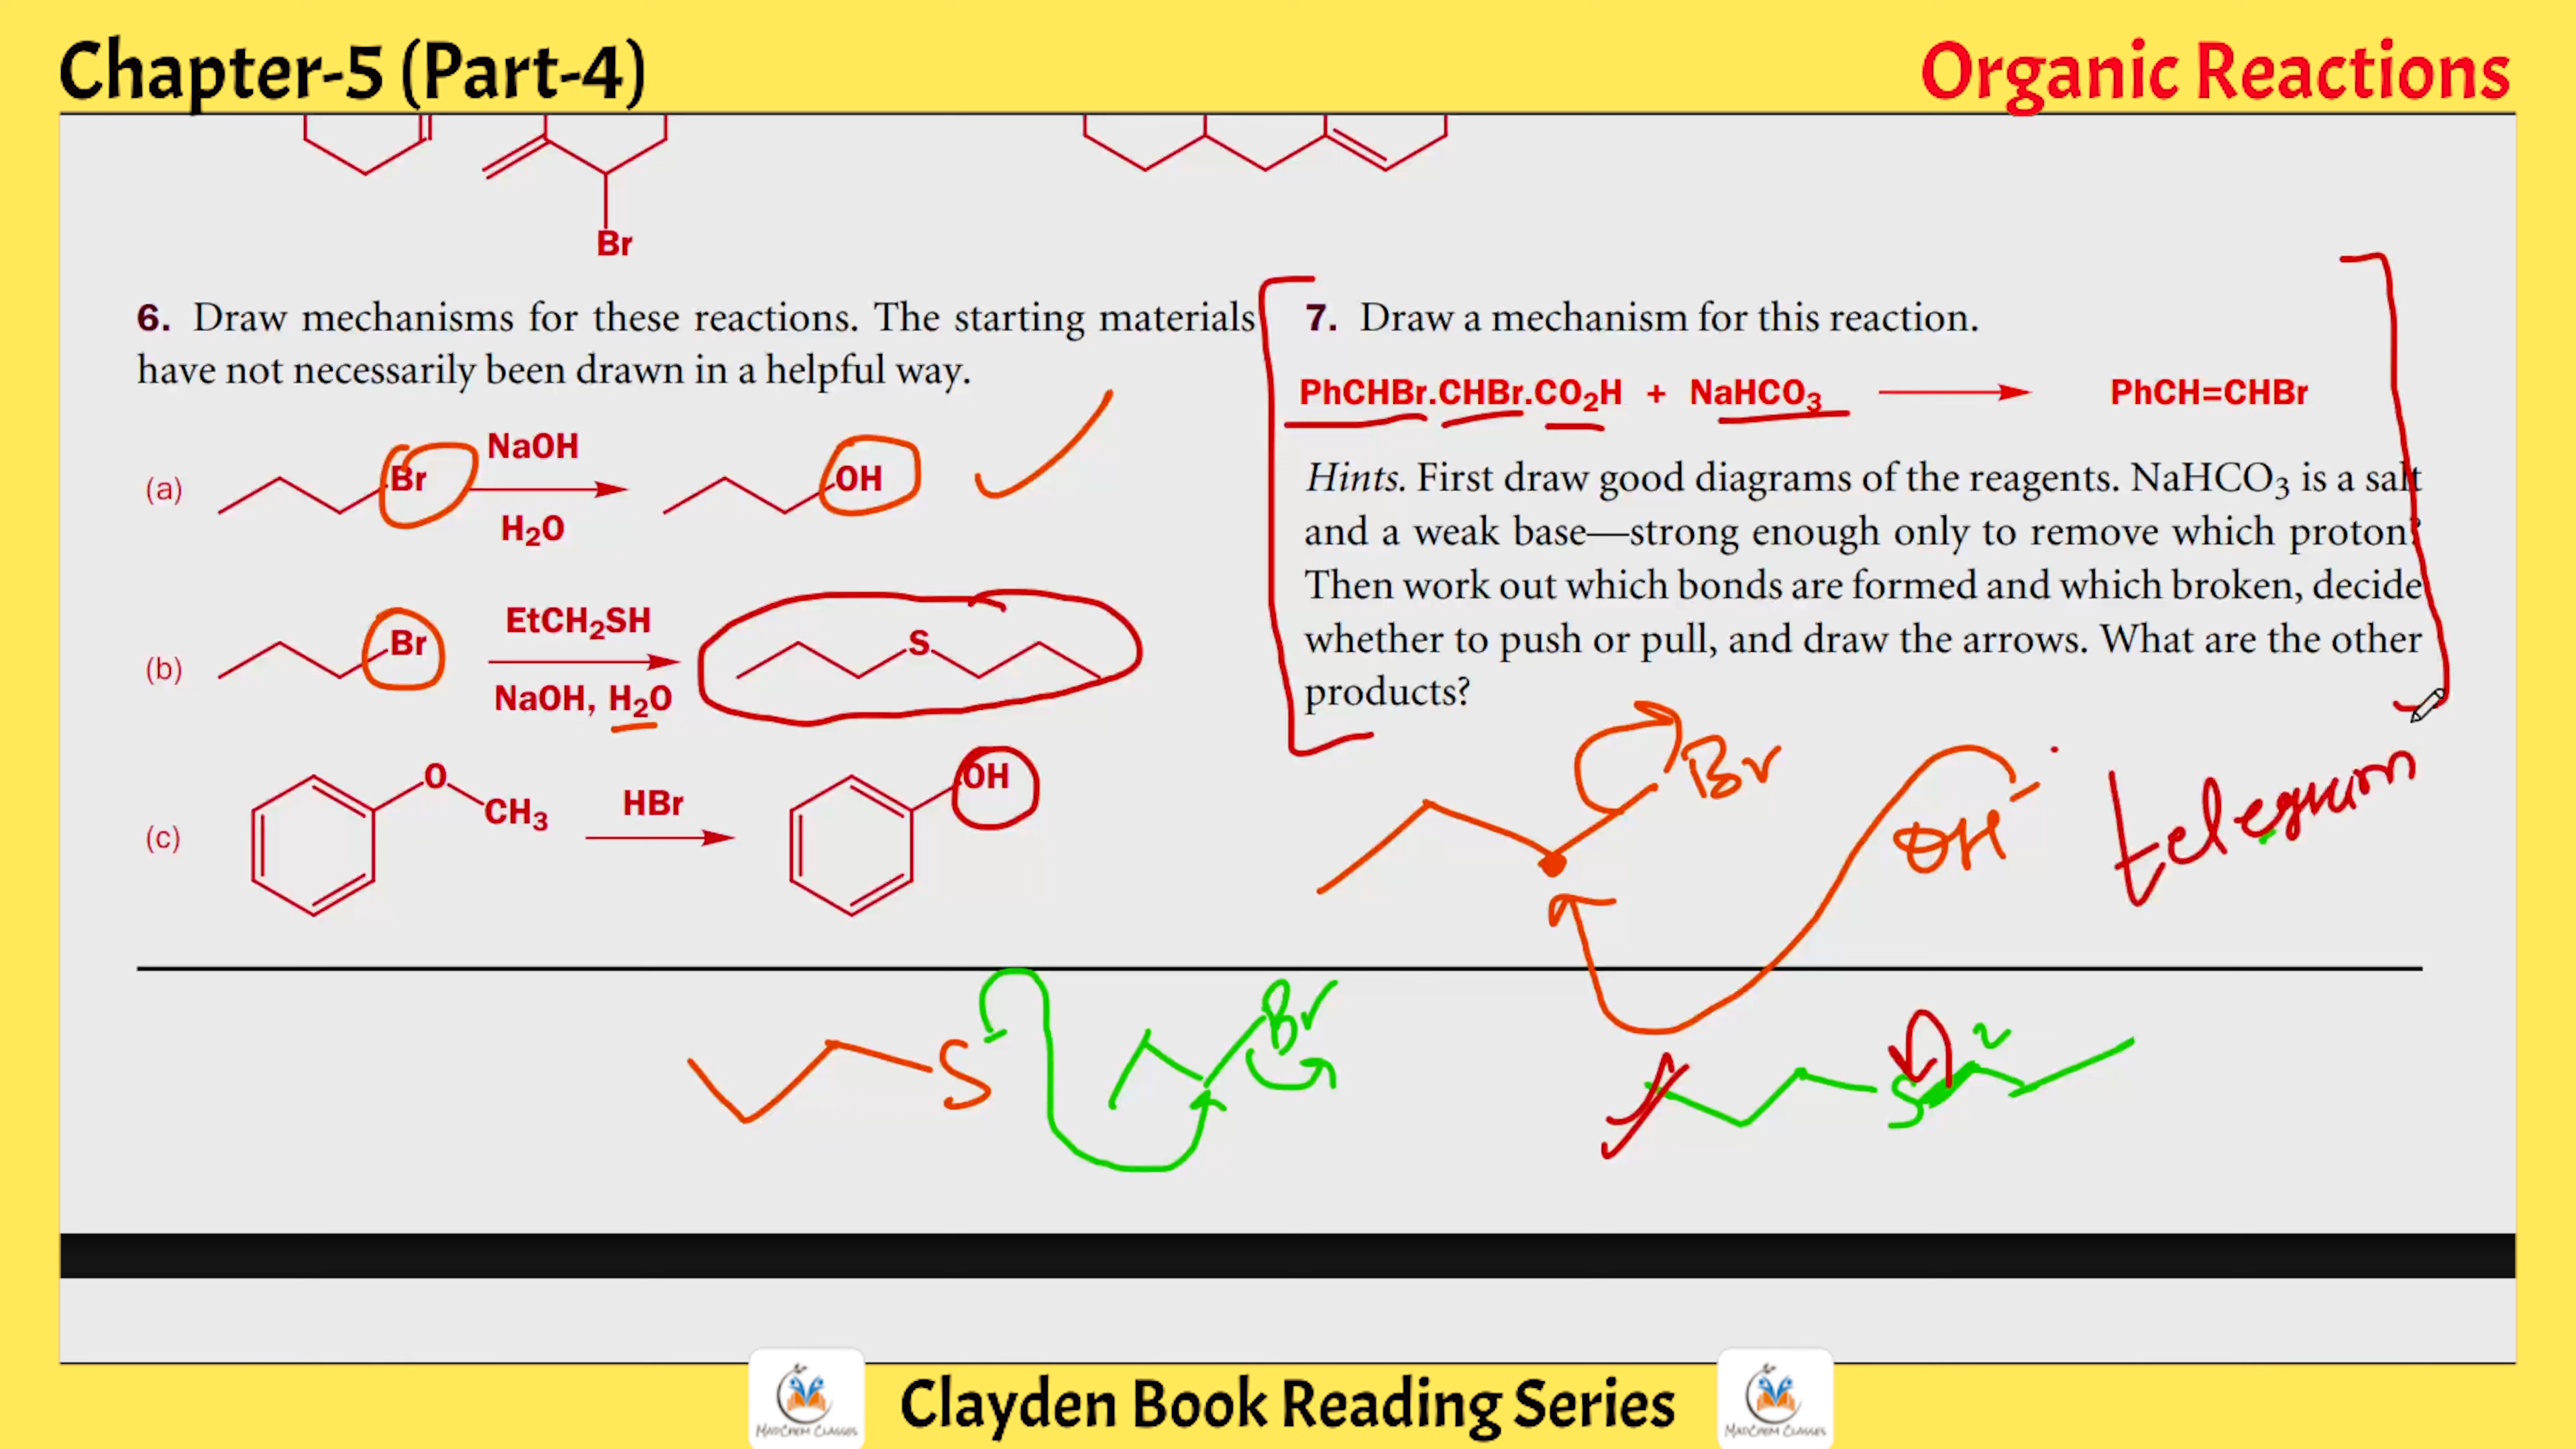 Chapter-5 (Part-4)
Organic Reactions
Br
6. Draw mechanisms for these reactions. The starting materials
have not necessarily been drawn in a helpful way.
(a) Br NaOH H2O OH
(b) Br EtCH2SH NaOH, H2O S
(c) O CH3 HBr OH
7. Draw a mechanism for this reaction.
PhCHBr.CHBr.CO2H + NaHCO3 PhCH=CHBr
Hints. First draw good diagrams of the reagents. NaHCO3 is a salt
and a weak base—strong enough only to remove which proton?
Then work out which bonds are formed and which broken, decide
whether to push or pull, and draw the arrows. What are the other
products?
Br
OH-
S-
Br
S
Clayden Book Reading Series
MADCHEM CLASSES
MADCHEM CLASSES